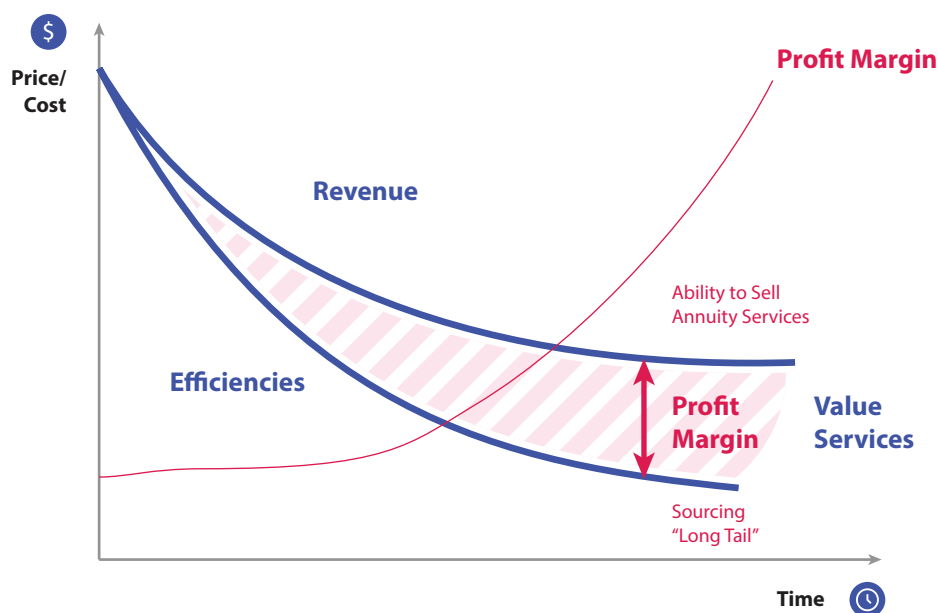 $
Price/
Cost
Profit Margin
Revenue
Ability to Sell
Annuity Services
Efficiencies
Profit
Margin
Value
Services
Sourcing
“Long Tail”
Time